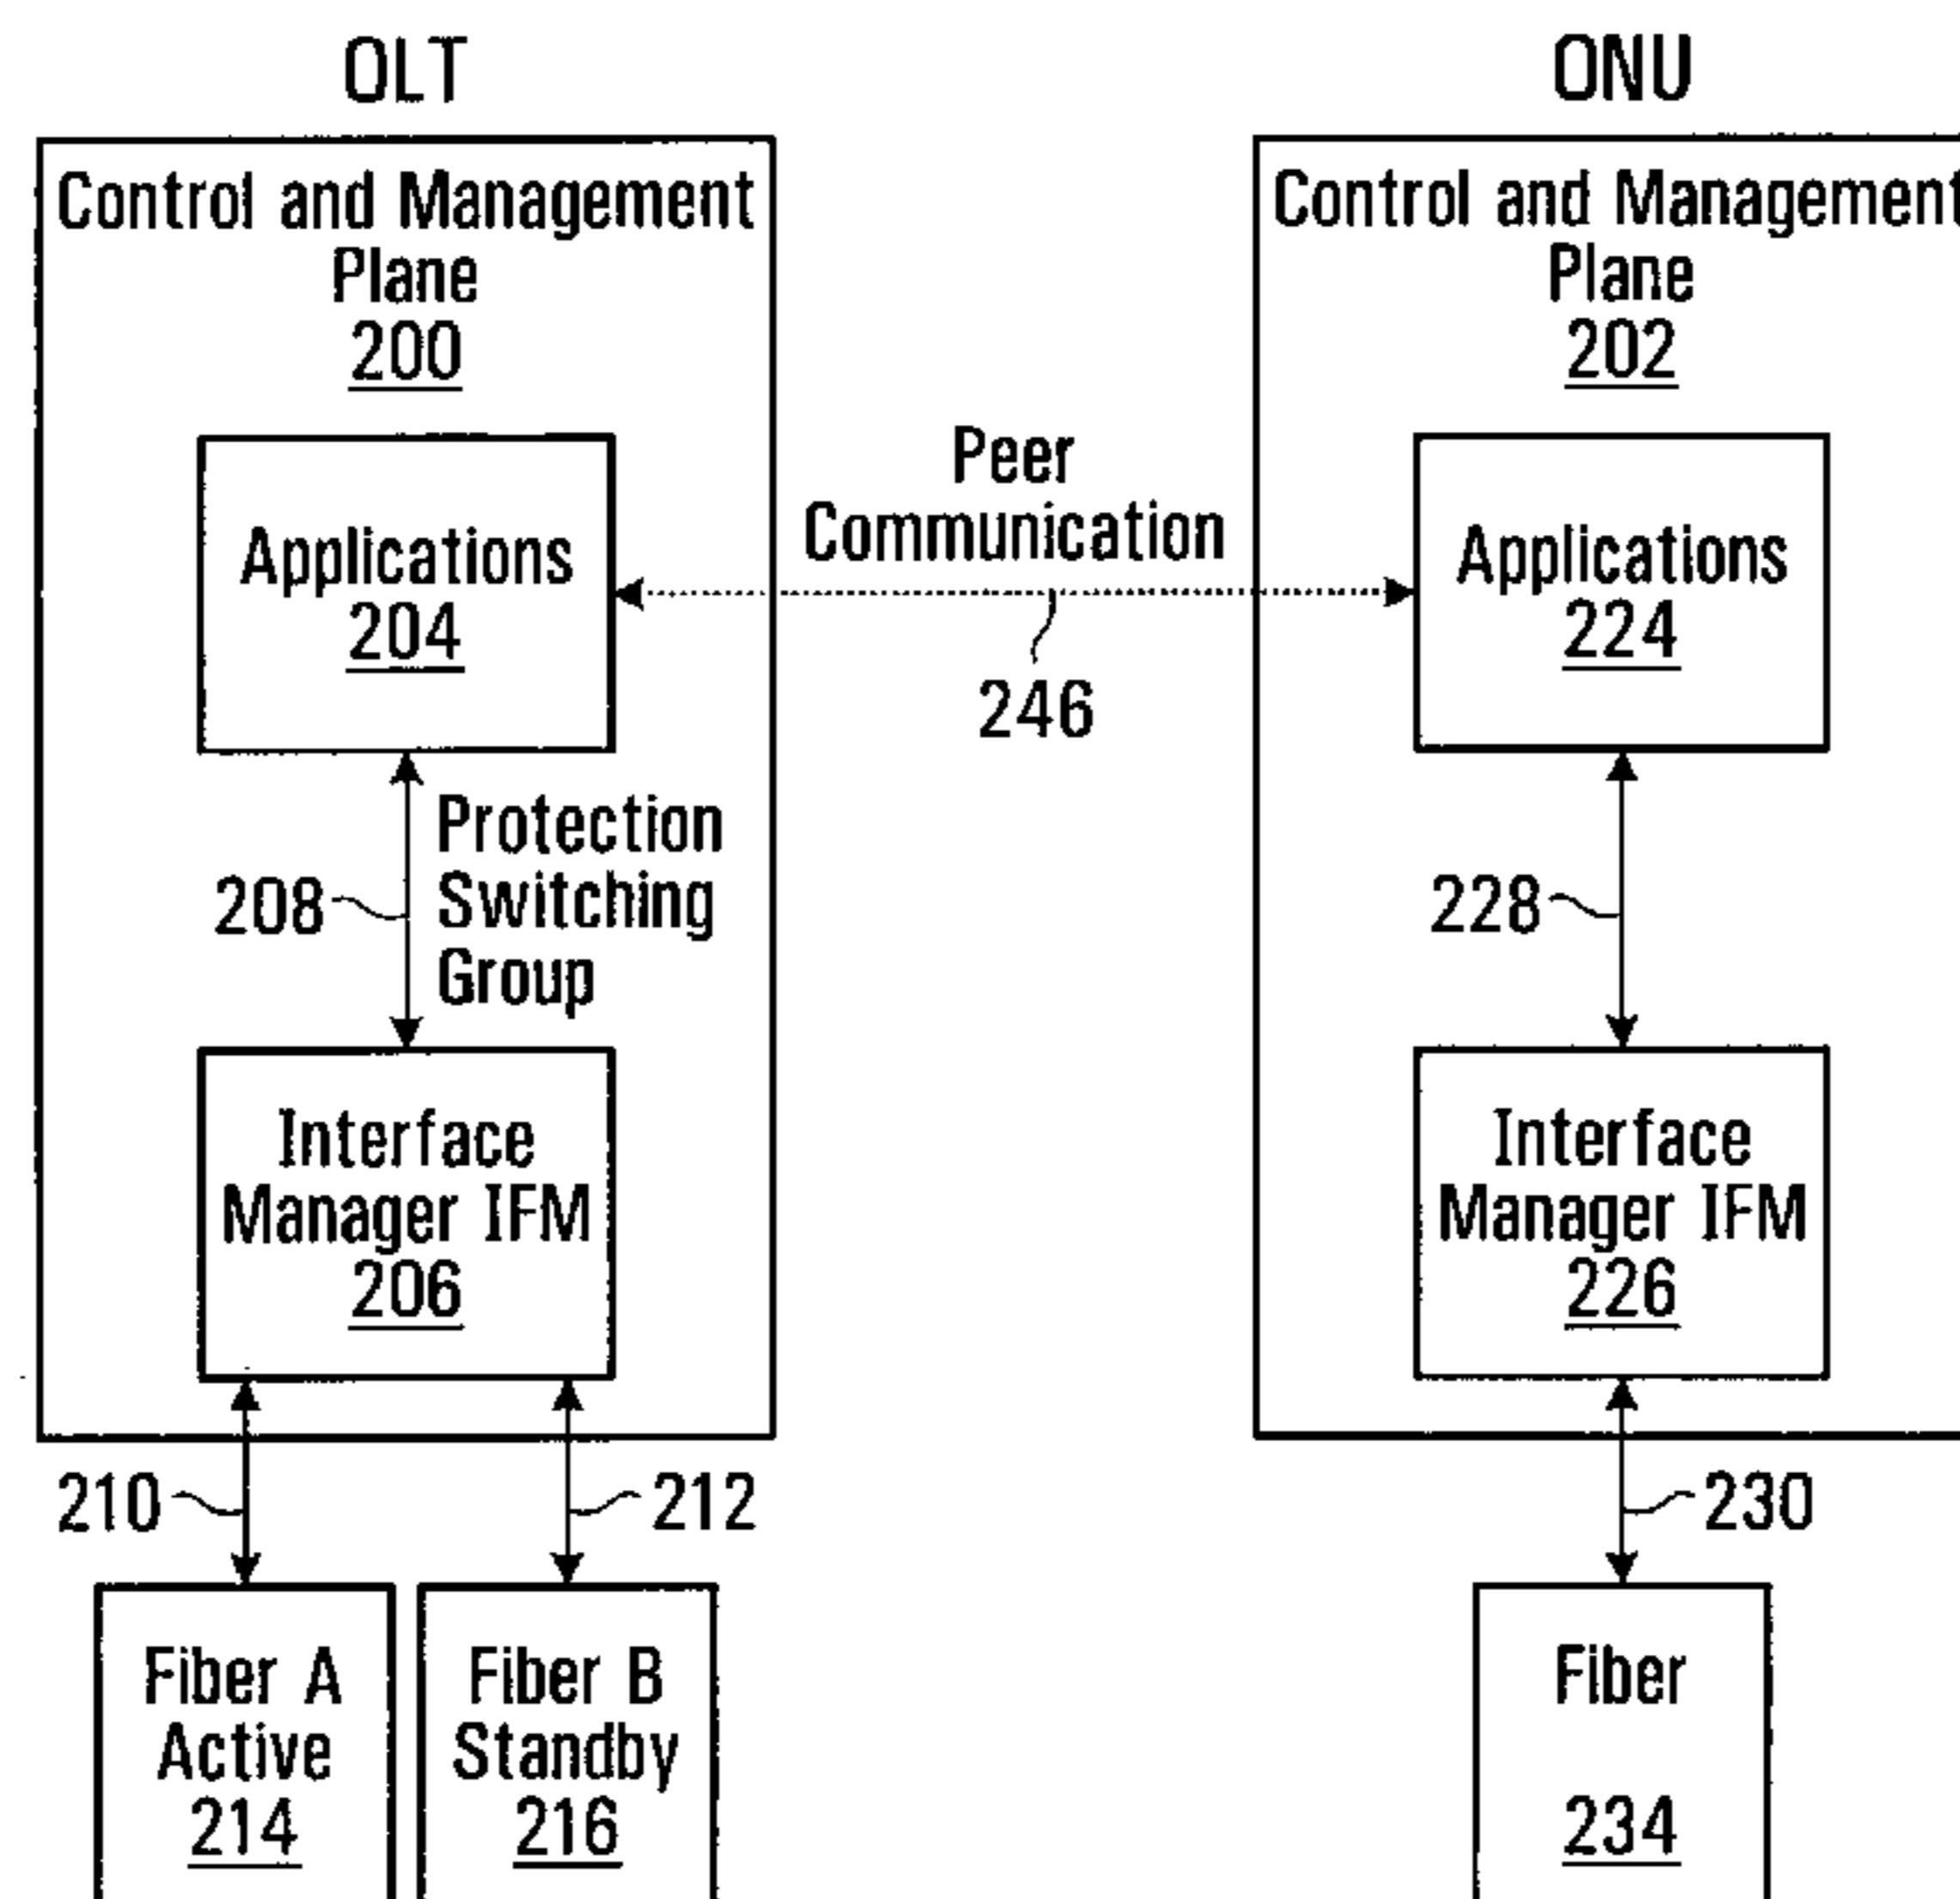 OLT
Control and Management
Plane
200
Applications
204
Protection
Switching
Group
208
Interface
Manager IFM
206
210
212
Fiber A
Active
214
Fiber B
Standby
216
Peer
Communication
246
ONU
Control and Management
Plane
202
Applications
224
228
Interface
Manager IFM
226
230
Fiber
234